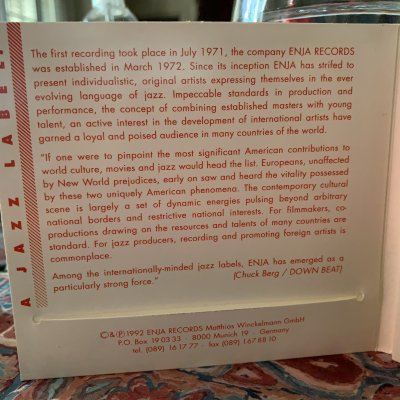 The first recording took place in July 1971, the company ENJA RECORDS
was established in March 1972. Since its inception ENJA has strifed to
present individualistic, original artists expressing themselves in the ever
evolving language of jazz. Impeccable standards in production and
performance, the concept of combining established masters with young
talent, an active interest in the development of international artists have
garned a loyal and poised audience in many countries of the world.
"If one were to pinpoint the most significant American contributions to
world culture, movies and jazz would head the list. Europeans, unaffected
by New World prejudices, early on saw and heard the vitality possessed
by these two uniquely American phenomena. The contemporary cultural
scene is largely a set of dynamic energies pulsing beyond arbitrary
national borders and restrictive national interests. For filmmakers, co-
productions drawing on the resources and talents of many countries are
standard. For jazz producers, recording and promoting foreign artists is
commonplace.
Among the internationally-minded jazz labels, ENJA has emerged as a
particularly strong force." (Chuck Berg / DOWN BEAT)
A JAZZ LABEL
©&℗1992 ENJA RECORDS Matthias Winckelmann GmbH
P.O. Box 19 03 33 · 8000 Munich 19 · Germany
tel. (089) 16 17 77 · fax (089) 167 88 10